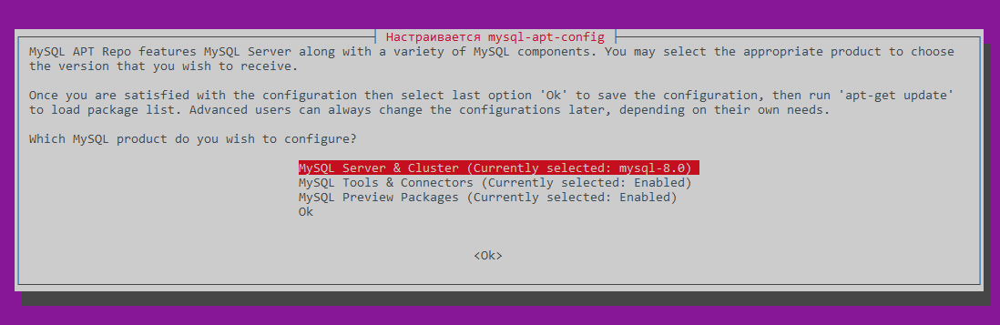 Настраивается mysql-apt-config
MySQL APT Repo features MySQL Server along with a variety of MySQL components. You may select the appropriate product to choose
the version that you wish to receive.
Once you are satisfied with the configuration then select last option 'Ok' to save the configuration, then run 'apt-get update'
to load package list. Advanced users can always change the configurations later, depending on their own needs.
Which MySQL product do you wish to configure?
MySQL Server & Cluster (Currently selected: mysql-8.0)
MySQL Tools & Connectors (Currently selected: Enabled)
MySQL Preview Packages (Currently selected: Enabled)
Ok
<Ok>